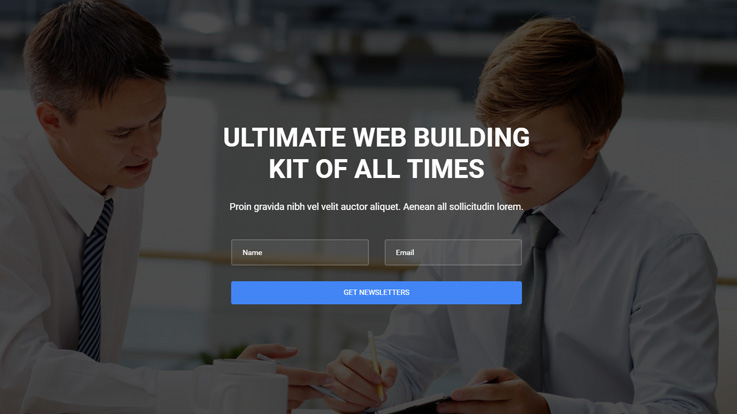 ULTIMATE WEB BUILDING
KIT OF ALL TIMES
Proin gravida nibh vel velit auctor aliquet. Aenean all sollicitudin lorem.
Name
Email
GET NEWSLETTERS